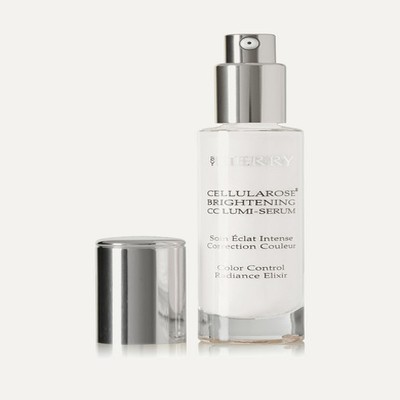 BY TERRY
CELLULAROSE®
BRIGHTENING
CC LUMI-SERUM
Soin Éclat Intense
Correction Couleur
Color Control
Radiance Elixir